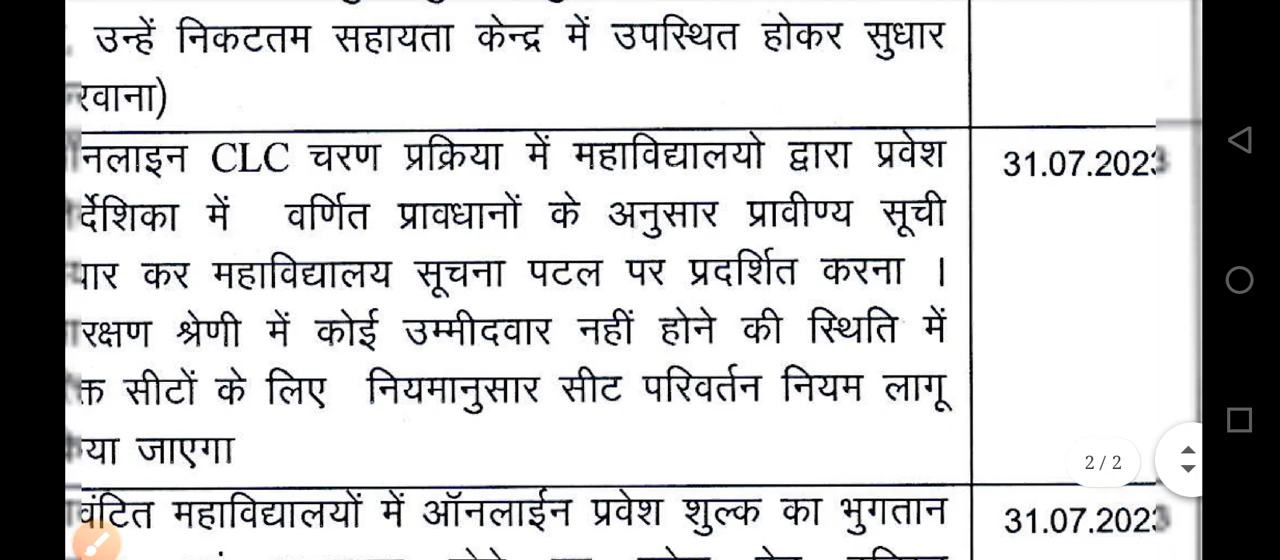 उन्हें निकटतम सहायता केन्द्र में उपस्थित होकर सुधार
रवाना)
नलाइन CLC चरण प्रक्रिया में महाविद्यालयो द्वारा प्रवेश
31.07.2023
र्देशिका में वर्णित प्रावधानों के अनुसार प्रावीण्य सूची
यार कर महाविद्यालय सूचना पटल पर प्रदर्शित करना ।
रक्षण श्रेणी में कोई उम्मीदवार नहीं होने की स्थिति में
क्त सीटों के लिए नियमानुसार सीट परिवर्तन नियम लागू
या जाएगा
2 / 2
वंटित महाविद्यालयों में ऑनलाईन प्रवेश शुल्क का भुगतान
31.07.2023